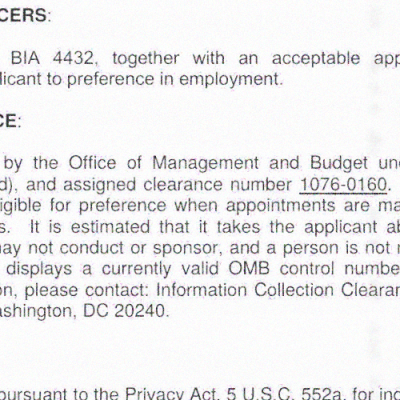 CERS:
BIA 4432, together with an acceptable app
licant to preference in employment.
CE:
by the Office of Management and Budget un
d), and assigned clearance number 1076-0160.
igible for preference when appointments are ma
s. It is estimated that it takes the applicant ab
may not conduct or sponsor, and a person is not r
displays a currently valid OMB control numbe
on, please contact: Information Collection Clearan
ashington, DC 20240.
pursuant to the Privacy Act, 5 U.S.C. 552a, for ind